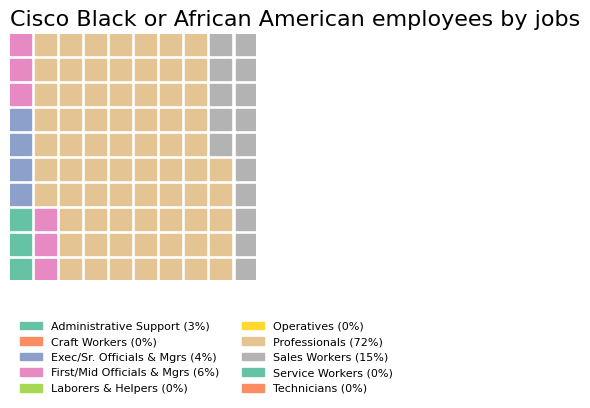 Cisco Black or African American employees by jobs
Administrative Support (3%)
Craft Workers (0%)
Exec/Sr. Officials & Mgrs (4%)
First/Mid Officials & Mgrs (6%)
Laborers & Helpers (0%)
Operatives (0%)
Professionals (72%)
Sales Workers (15%)
Service Workers (0%)
Technicians (0%)